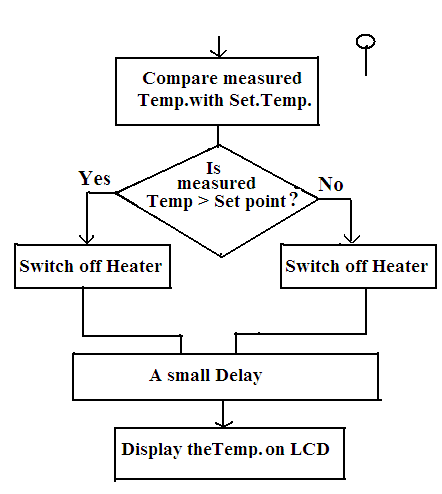 Compare measured
Temp.with Set.Temp.
Is
measured
Temp > Set point ?
Yes
No
Switch off Heater
Switch off Heater
A small Delay
Display theTemp. on LCD